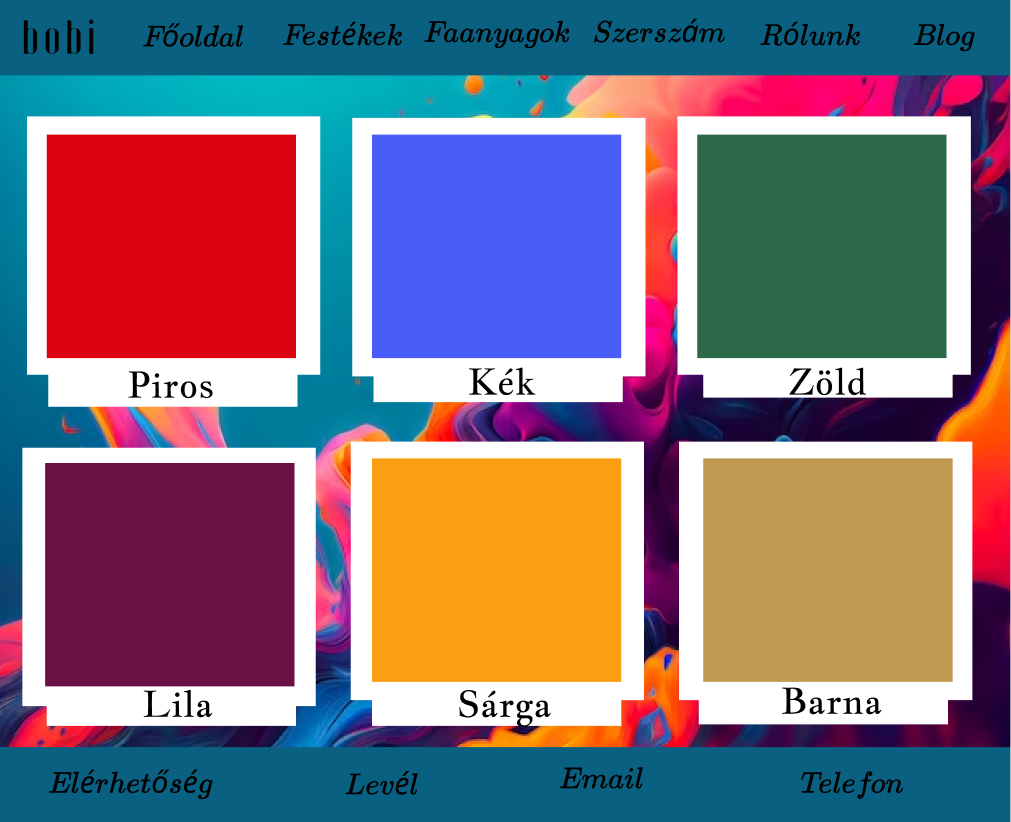 bobi Főoldal Festékek Faanyagok Szerszám Rólunk Blog
Piros Kék Zöld
Lila Sárga Barna
Elérhetőség Levél Email Telefon